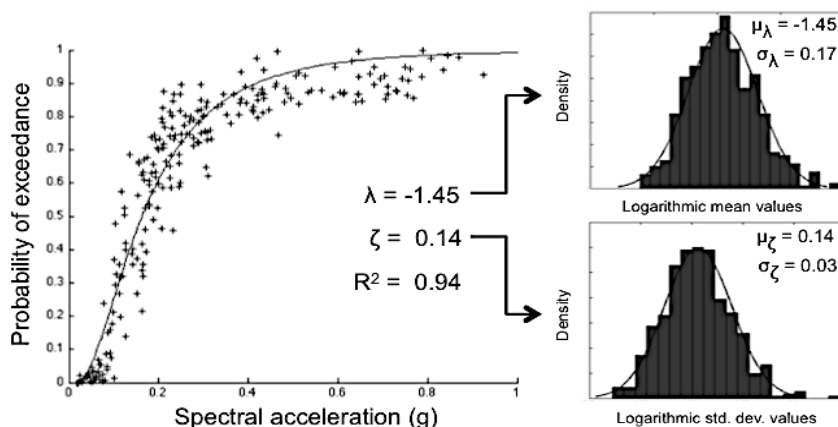 Probability of exceedance
1
0.9
0.8
0.7
0.6
0.5
0.4
0.3
0.2
0.1
0
0 0.2 0.4 0.6 0.8 1
Spectral acceleration (g)
λ = -1.45
ζ = 0.14
R² = 0.94
Density
μλ = -1.45
σλ = 0.17
Logarithmic mean values
Density
μζ = 0.14
σζ = 0.03
Logarithmic std. dev. values